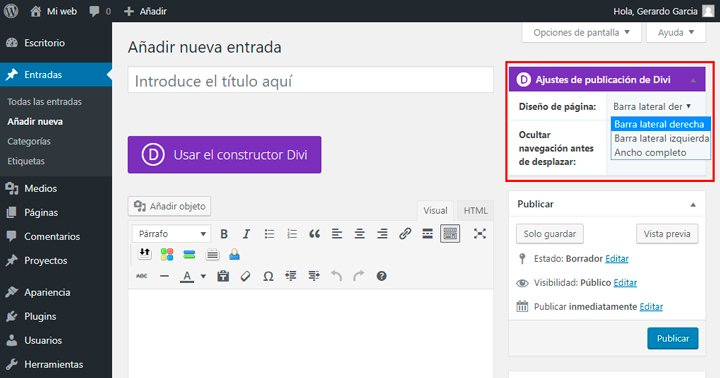 Mi web
0
Añadir
Hola, Gerardo Garcia
Escritorio
Entradas
Todas las entradas
Añadir nueva
Categorías
Etiquetas
Medios
Páginas
Comentarios
Proyectos
Apariencia
Plugins
Usuarios
Herramientas
Opciones de pantalla
Ayuda
Añadir nueva entrada
Introduce el título aquí
D Usar el constructor Divi
Añadir objeto
Visual
HTML
Párrafo
B I
ABC
A
D Ajustes de publicación de Divi
Diseño de página:
Barra lateral der
Barra lateral derecha
Barra lateral izquierda
Ancho completo
Ocultar
navegación antes
de desplazar:
Publicar
Solo guardar
Vista previa
Estado: Borrador Editar
Visibilidad: Público Editar
Publicar inmediatamente Editar
Publicar